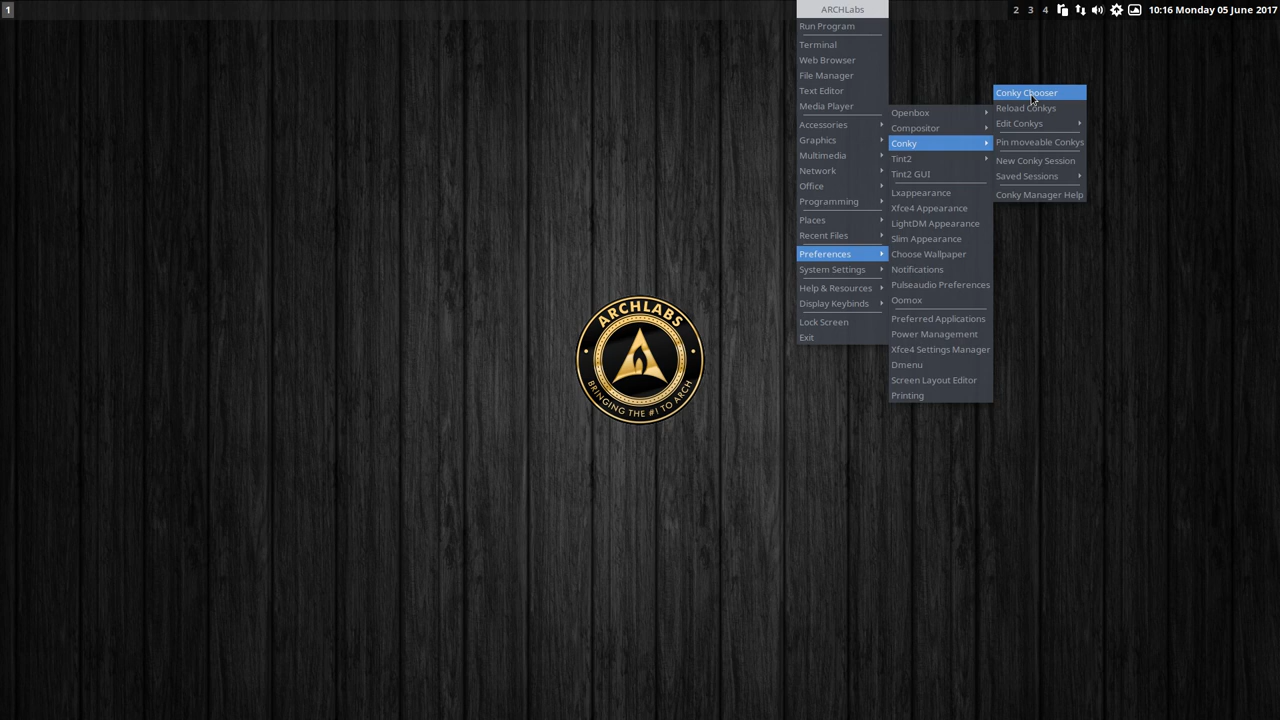 1
2 3 4
10:16 Monday 05 June 2017
ARCHLabs
Run Program
Terminal
Web Browser
File Manager
Text Editor
Media Player
Accessories
Graphics
Multimedia
Network
Office
Programming
Places
Recent Files
Preferences
System Settings
Help & Resources
Display Keybinds
Lock Screen
Exit
Openbox
Compositor
Conky
Tint2
Tint2 GUI
Lxappearance
Xfce4 Appearance
LightDM Appearance
Slim Appearance
Choose Wallpaper
Notifications
Pulseaudio Preferences
Oomox
Preferred Applications
Power Management
Xfce4 Settings Manager
Dmenu
Screen Layout Editor
Printing
Conky Chooser
Reload Conkys
Edit Conkys
Pin moveable Conkys
New Conky Session
Saved Sessions
Conky Manager Help
ARCHLABS
BRINGING THE #1 TO ARCH